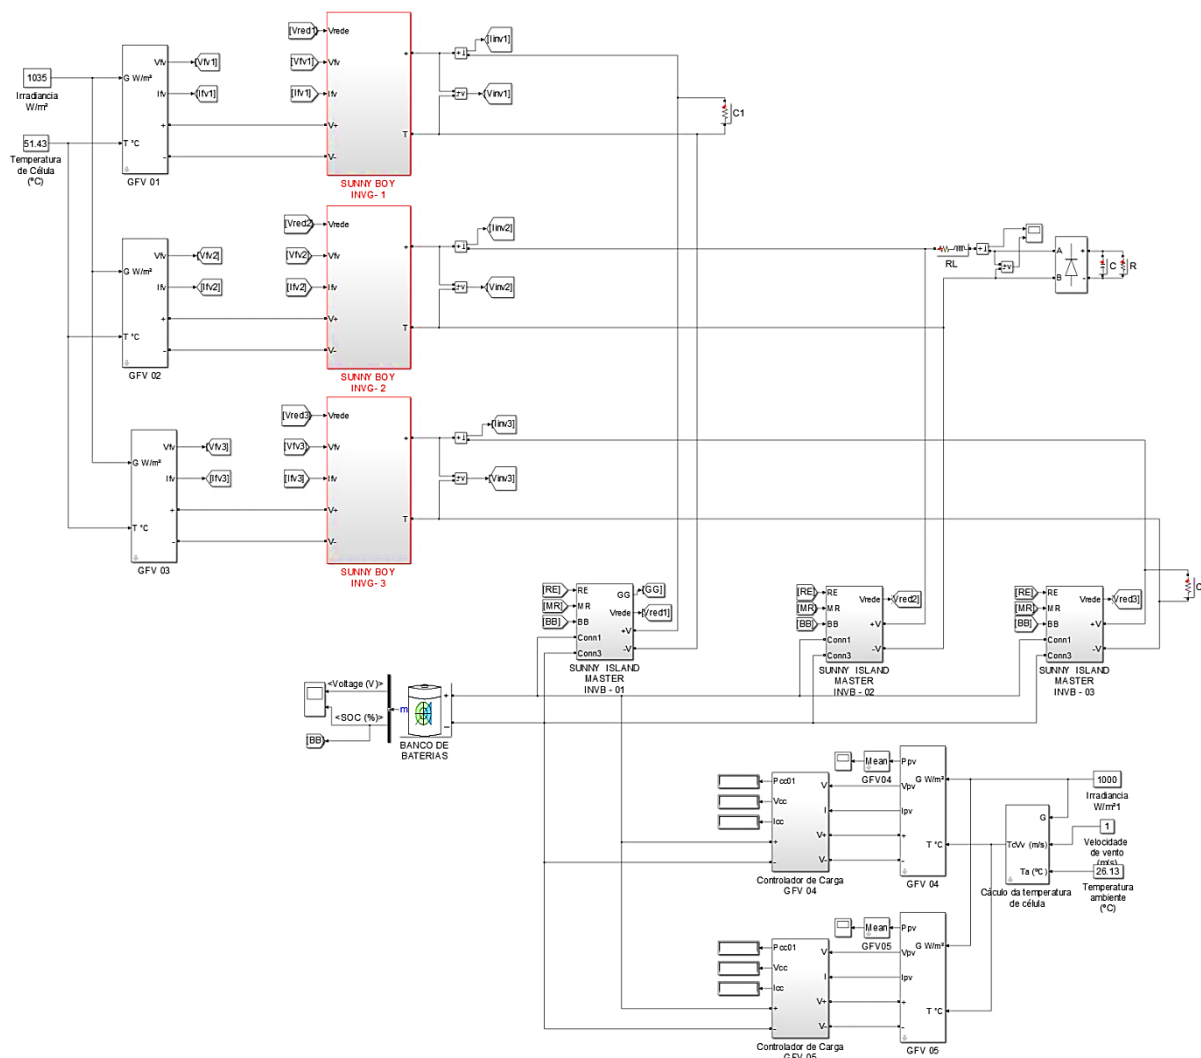 1035
Irradiancia
W/m²
51.43
Temperatura
de Célula
(°C)
G W/m²
T °C
Vfv
Ifv
+
-
GFV 01
[Vfv1]
[Ifv1]
[Vred1]
[Vfv1]
[Ifv1]
Vrede
Vfv
Ifv
V+
V-
+
T
SUNNY BOY
INVG- 1
+i
[Iinv1]
+v
[Vinv1]
C1
G W/m²
T °C
Vfv
Ifv
+
-
GFV 02
[Vfv2]
[Ifv2]
[Vred2]
[Vfv2]
[Ifv2]
Vrede
Vfv
Ifv
V+
V-
+
T
SUNNY BOY
INVG- 2
+i
[Iinv2]
+v
[Vinv2]
RL
+i
+v
A
B
+
-
C
R
G W/m²
T °C
Vfv
Ifv
+
-
GFV 03
[Vfv3]
[Ifv3]
[Vred3]
[Vfv3]
[Ifv3]
Vrede
Vfv
Ifv
V+
V-
+
T
SUNNY BOY
INVG- 3
+i
[Iinv3]
+v
[Vinv3]
[RE]
[MR]
[BB]
RE
MR
BB
Conn1
Conn3
GG
Vrede
+V
-V
[GG]
[Vred1]
SUNNY ISLAND
MASTER
INVB - 01
[RE]
[MR]
[BB]
RE
MR
BB
Conn1
Conn3
Vrede
+V
-V
[Vred2]
SUNNY ISLAND
MASTER
INVB - 02
[RE]
[MR]
[BB]
RE
MR
BB
Conn1
Conn3
Vrede
+V
-V
[Vred3]
SUNNY ISLAND
MASTER
INVB - 03
<Voltage (V)>
<SOC (%)>
[BB]
m
+
-
BANCO DE
BATERIAS
Pcc01
Vcc
Icc
+
-
V
I
V+
V-
Controlador de Carga
GFV 04
Mean
GFV04
Ppv
Vpv
Ipv
+
-
G W/m²
T °C
GFV 04
1000
Irradiancia
W/m²1
G
TcVv (m/s)
Ta (°C)
Cáculo da temperatura
de célula
1
Velocidade
de vento
(m/s)
26.13
Temperatura
ambiente
(°C)
Pcc01
Vcc
Icc
+
-
V
I
V+
V-
Controlador de Carga
GFV 05
Mean
GFV05
Ppv
Vpv
Ipv
+
-
G W/m²
T °C
GFV 05